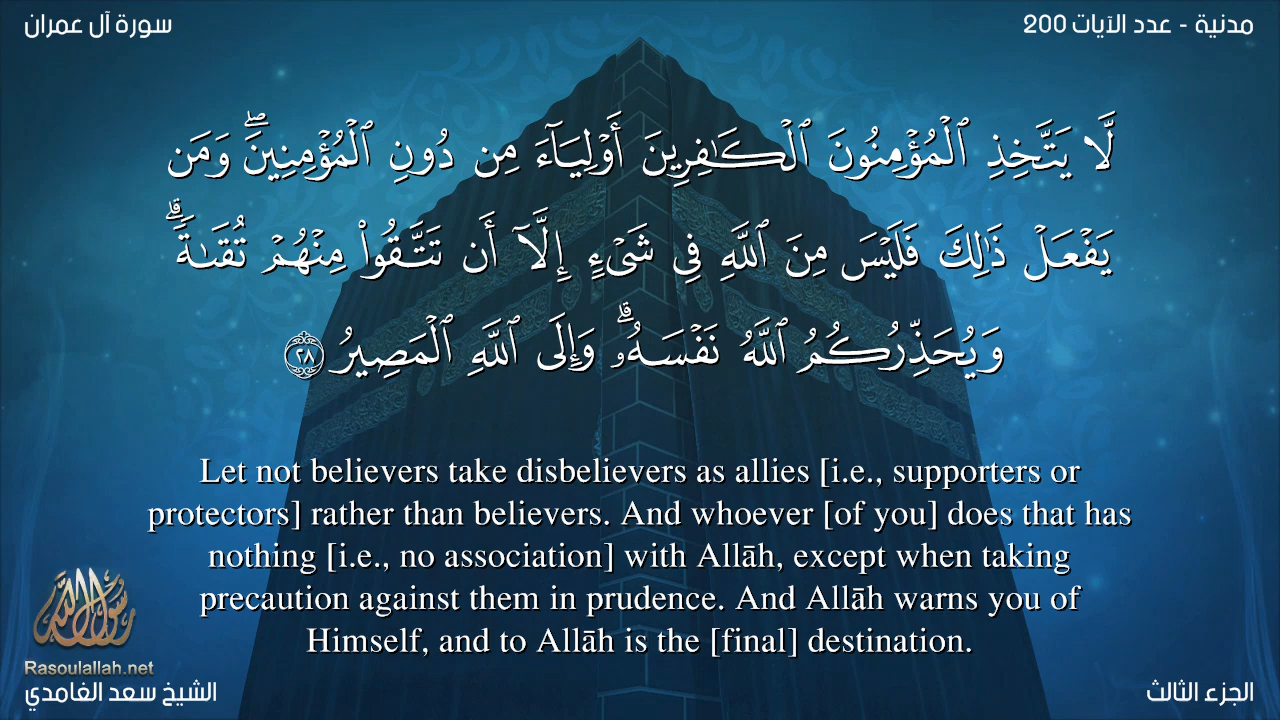 مدنية - عدد الآيات 200
سورة آل عمران
لَّا يَتَّخِذِ ٱلْمُؤْمِنُونَ ٱلْكَـٰفِرِينَ أَوْلِيَآءَ مِن دُونِ ٱلْمُؤْمِنِينَ ۖ وَمَن
يَفْعَلْ ذَٰلِكَ فَلَيْسَ مِنَ ٱللَّهِ فِى شَىْءٍ إِلَّآ أَن تَتَّقُوا۟ مِنْهُمْ تُقَىٰةً ۗ
وَيُحَذِّرُكُمُ ٱللَّهُ نَفْسَهُۥ ۗ وَإِلَى ٱللَّهِ ٱلْمَصِيرُ ٢٨
Let not believers take disbelievers as allies [i.e., supporters or
protectors] rather than believers. And whoever [of you] does that has
nothing [i.e., no association] with Allāh, except when taking
precaution against them in prudence. And Allāh warns you of
Himself, and to Allāh is the [final] destination.
رسول الله
Rasoulallah.net
الشيخ سعد الغامدي
الجزء الثالث